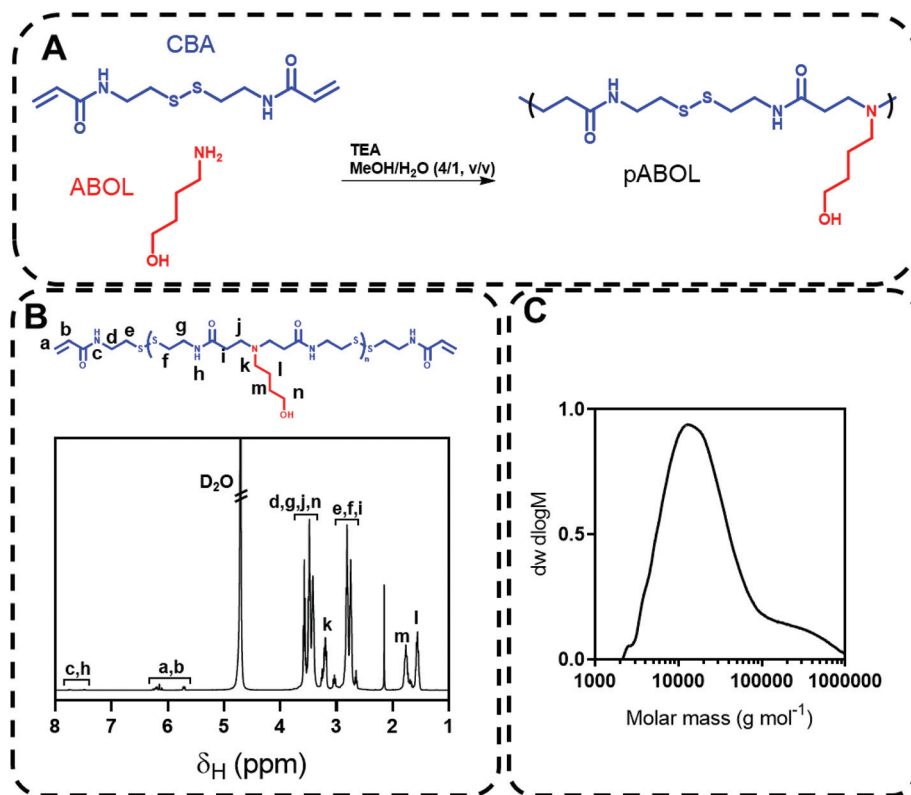 A
CBA
O
N
H
S
S
H
N
O
ABOL
NH2
OH
TEA
MeOH/H2O (4/1, v/v)
O
H
N
S
S
N
H
O
N
OH
pABOL
B
a
b
O
H
N
c
d
e
S
S
f
g
N
H
h
O
i
j
N
k
l
m
n
OH
O
N
H
S
S
n
H
N
O
D2O
d,g,j,n
e,f,i
k
m
l
c,h
a,b
8 7 6 5 4 3 2 1
δH (ppm)
C
dw dlogM
1.0
0.5
0.0
1000 10000 100000 1000000
Molar mass (g mol-1)